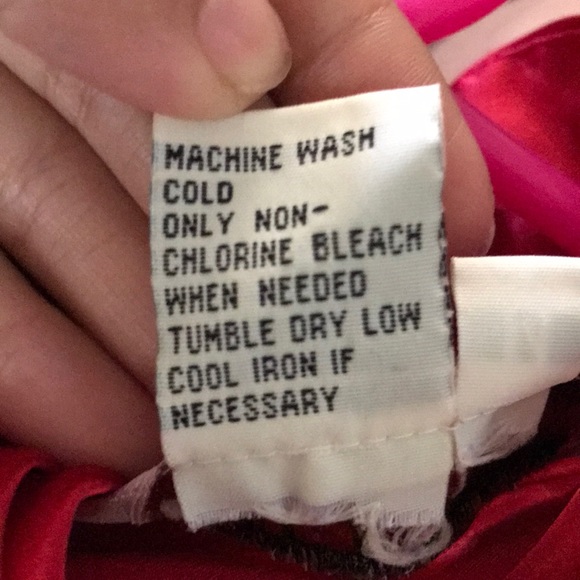 MACHINE WASH
COLD
ONLY NON-
CHLORINE BLEACH
WHEN NEEDED
TUMBLE DRY LOW
COOL IRON IF
NECESSARY